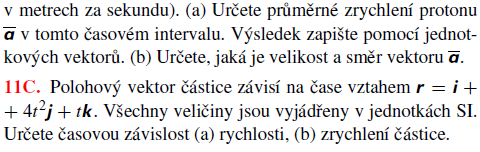 v metrech za sekundu). (a) Určete průměrné zrychlení protonu
a̅ v tomto časovém intervalu. Výsledek zapište pomocí jednot-
kových vektorů. (b) Určete, jaká je velikost a směr vektoru a̅.
11C. Polohový vektor částice závisí na čase vztahem r = i +
+ 4t²j + tk. Všechny veličiny jsou vyjádřeny v jednotkách SI.
Určete časovou závislost (a) rychlosti, (b) zrychlení částice.